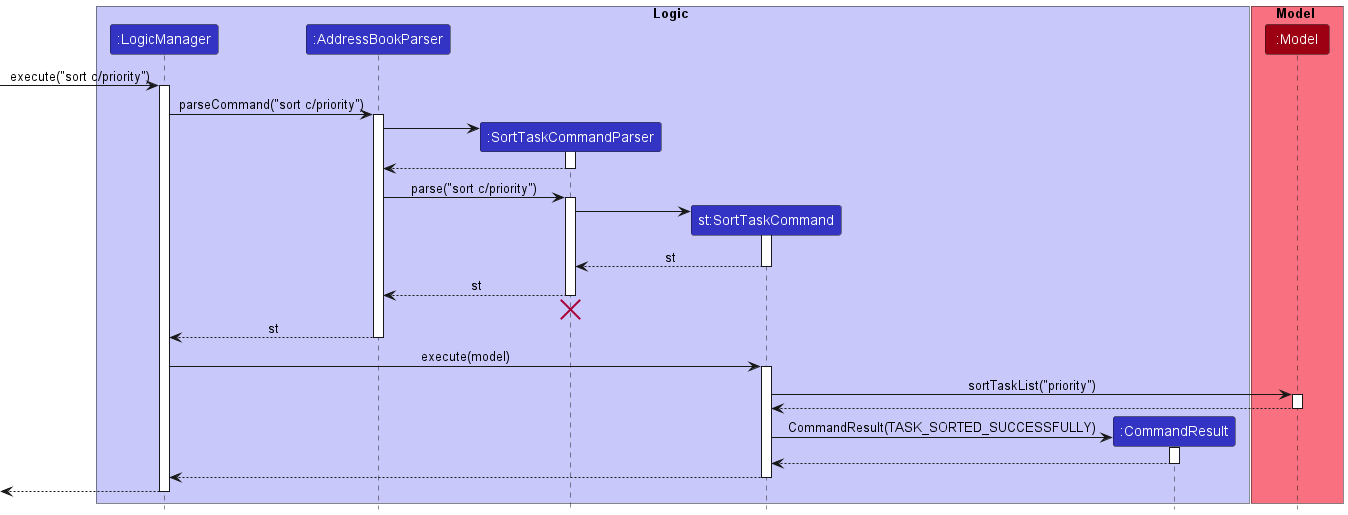 Logic
Model
:LogicManager
:AddressBookParser
:Model
execute("sort c/priority")
parseCommand("sort c/priority")
:SortTaskCommandParser
parse("sort c/priority")
st:SortTaskCommand
st
st
st
execute(model)
sortTaskList("priority")
CommandResult(TASK_SORTED_SUCCESSFULLY)
:CommandResult